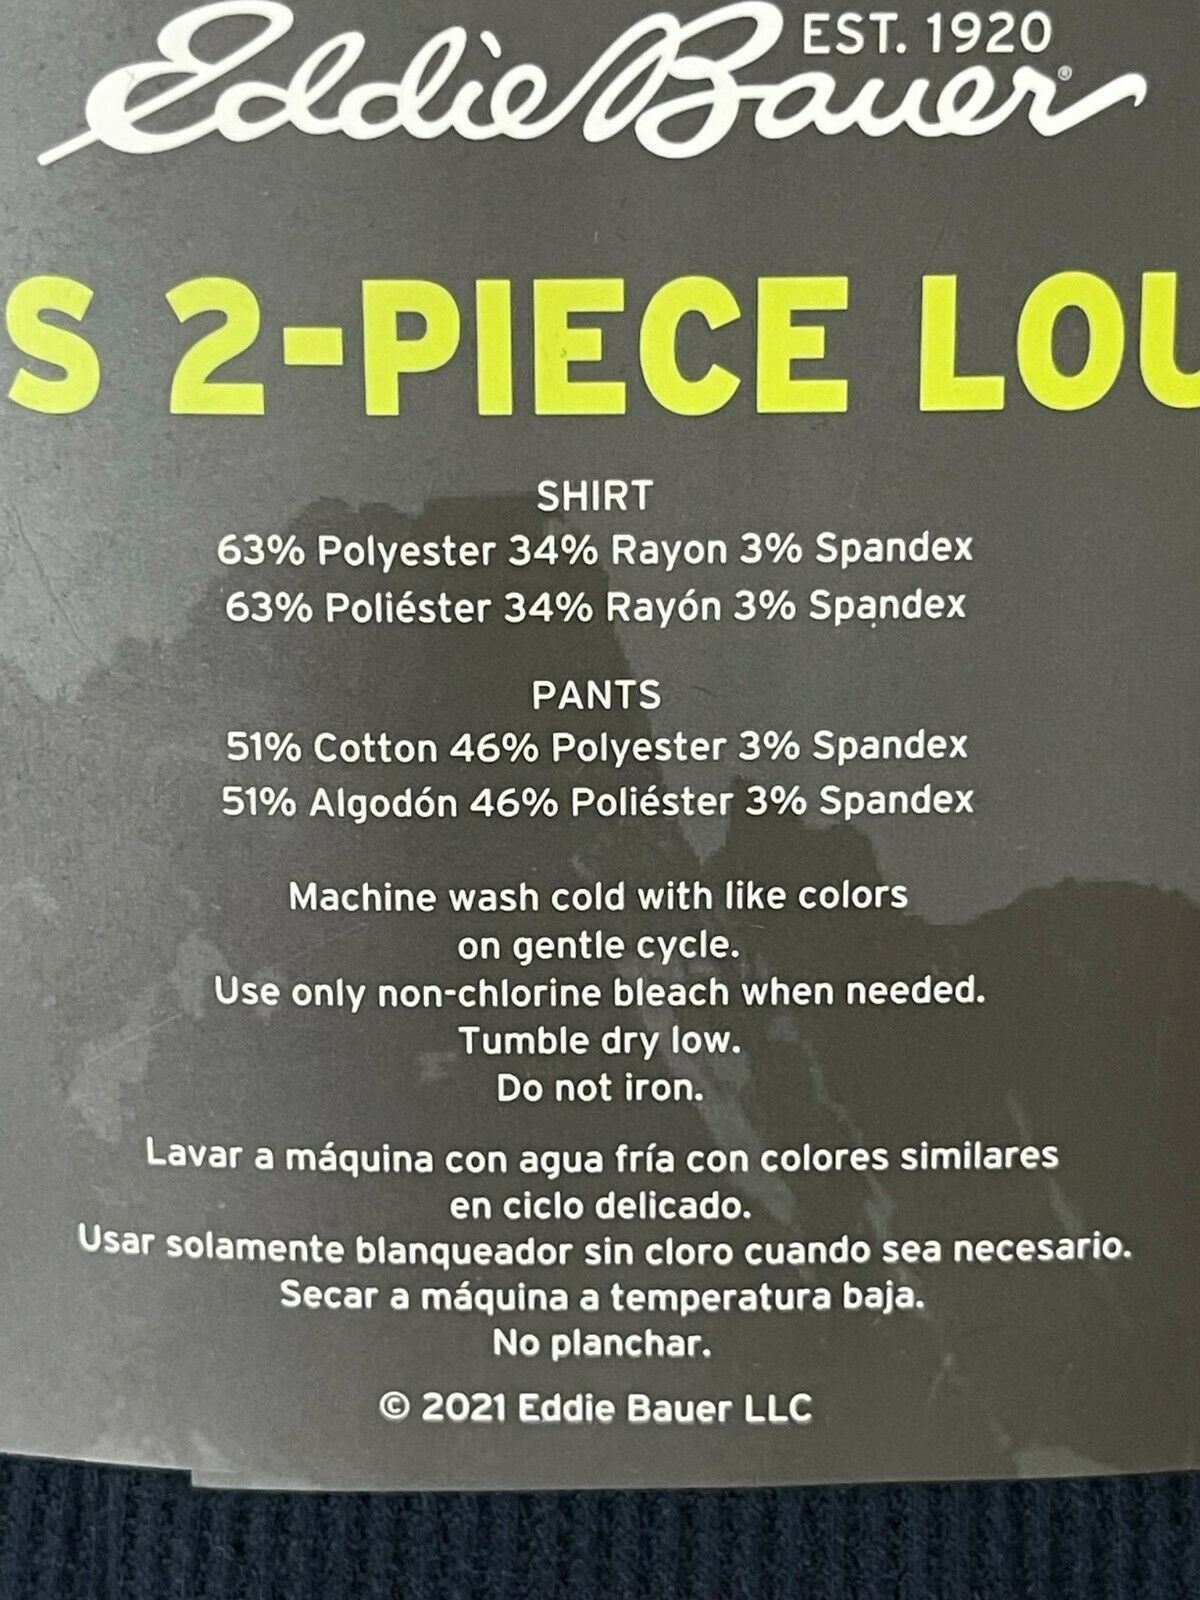 Eddie Bauer®
EST. 1920
S 2-PIECE LOU
SHIRT
63% Polyester 34% Rayon 3% Spandex
63% Poliéster 34% Rayón 3% Spandex
PANTS
51% Cotton 46% Polyester 3% Spandex
51% Algodón 46% Poliéster 3% Spandex
Machine wash cold with like colors
on gentle cycle.
Use only non-chlorine bleach when needed.
Tumble dry low.
Do not iron.
Lavar a máquina con agua fría con colores similares
en ciclo delicado.
Usar solamente blanqueador sin cloro cuando sea necesario.
Secar a máquina a temperatura baja.
No planchar.
© 2021 Eddie Bauer LLC